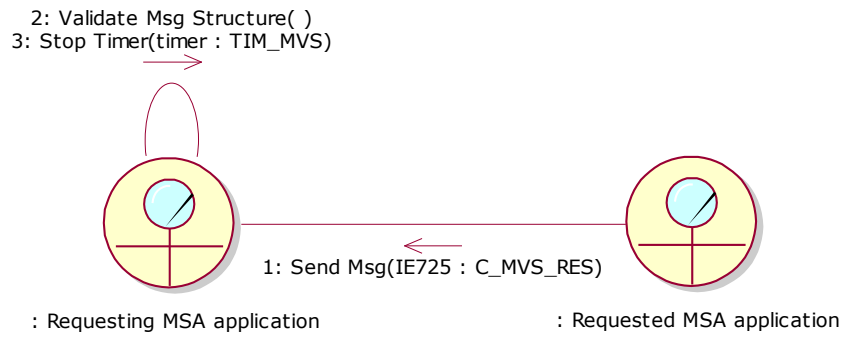 2: Validate Msg Structure( )
3: Stop Timer(timer : TIM_MVS)
1: Send Msg(IE725 : C_MVS_RES)
: Requesting MSA application
: Requested MSA application